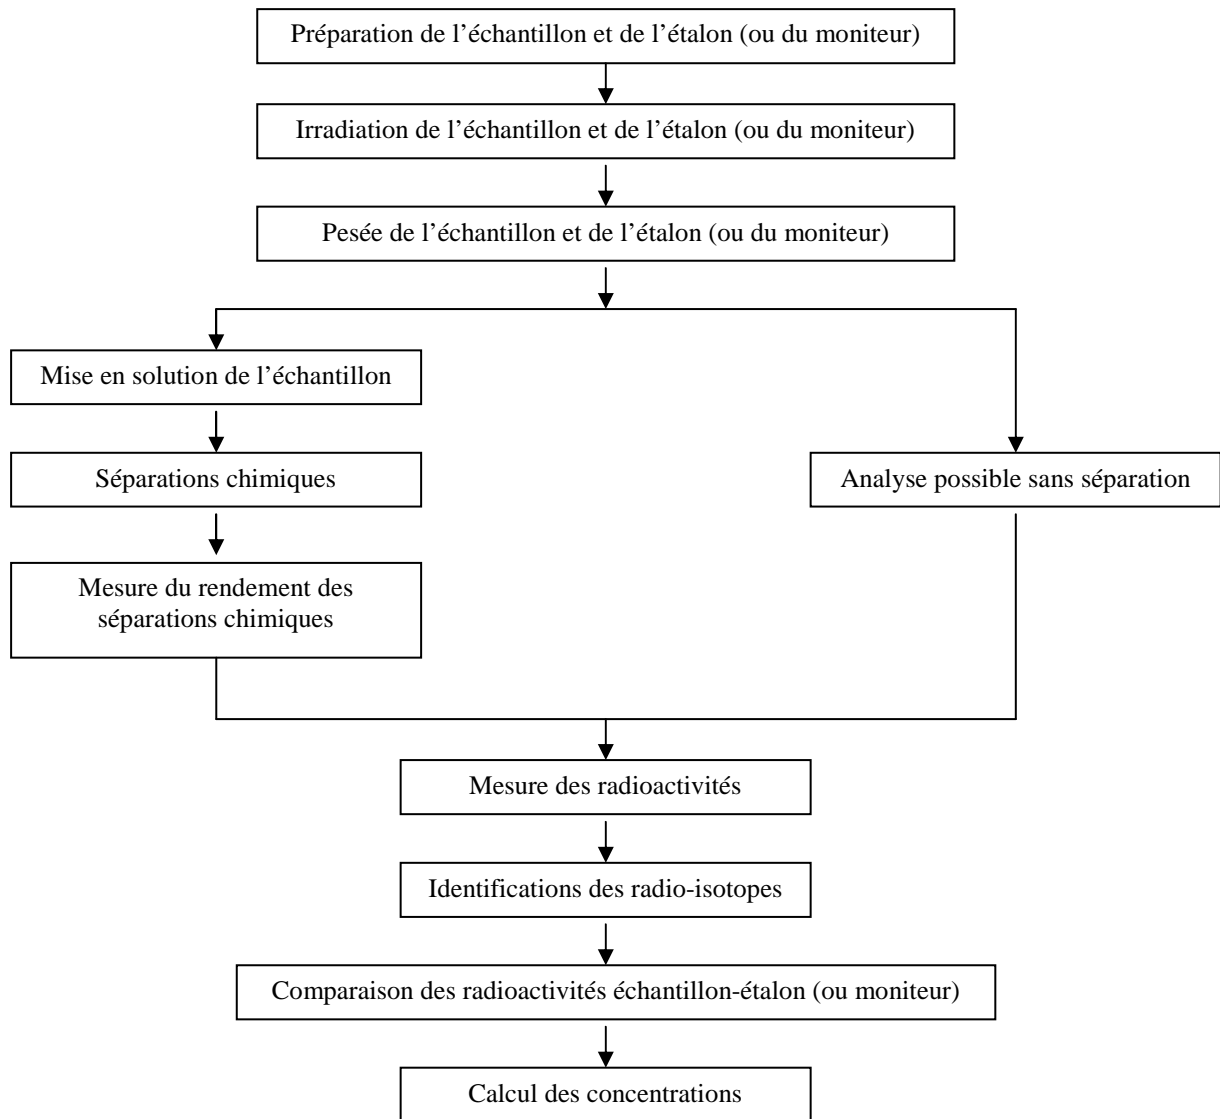 Préparation de l’échantillon et de l’étalon (ou du moniteur)
Irradiation de l’échantillon et de l’étalon (ou du moniteur)
Pesée de l’échantillon et de l’étalon (ou du moniteur)
Mise en solution de l’échantillon
Séparations chimiques
Analyse possible sans séparation
Mesure du rendement des
séparations chimiques
Mesure des radioactivités
Identifications des radio-isotopes
Comparaison des radioactivités échantillon-étalon (ou moniteur)
Calcul des concentrations